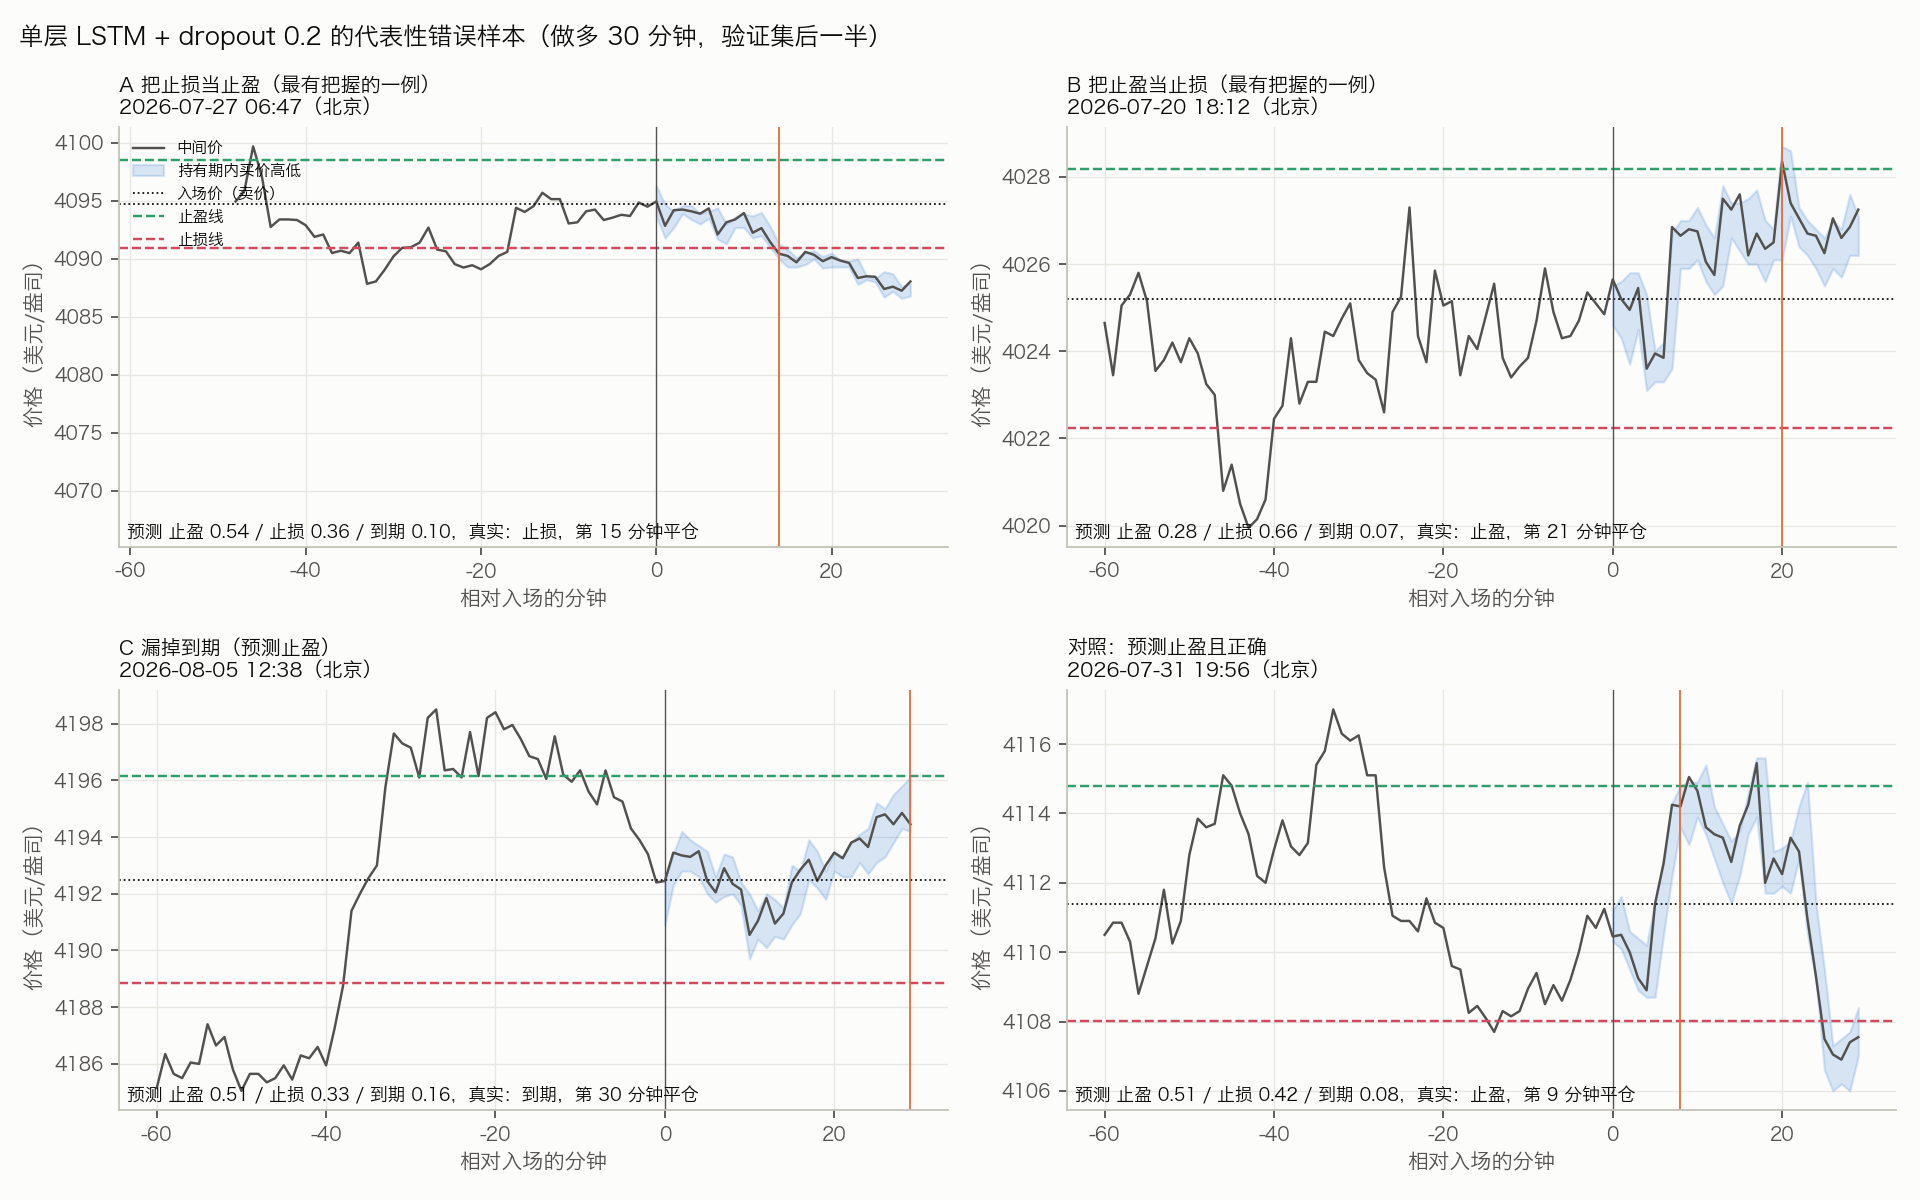 单层 LSTM + dropout 0.2 的代表性错误样本（做多 30 分钟，验证集后一半）
A 把止损当止盈（最有把握的一例）
2026-07-27 06:47（北京）
中间价
持有期内买价高低
入场价（卖价）
止盈线
止损线
4100
4095
4090
4085
4080
4075
4070
价格（美元/盎司）
预测 止盈 0.54 / 止损 0.36 / 到期 0.10，真实：止损，第 15 分钟平仓
-60
-40
-20
0
20
相对入场的分钟
B 把止盈当止损（最有把握的一例）
2026-07-20 18:12（北京）
4028
4026
4024
4022
4020
价格（美元/盎司）
预测 止盈 0.28 / 止损 0.66 / 到期 0.07，真实：止盈，第 21 分钟平仓
-60
-40
-20
0
20
相对入场的分钟
C 漏掉到期（预测止盈）
2026-08-05 12:38（北京）
4198
4196
4194
4192
4190
4188
4186
价格（美元/盎司）
预测 止盈 0.51 / 止损 0.33 / 到期 0.16，真实：到期，第 30 分钟平仓
-60
-40
-20
0
20
相对入场的分钟
对照：预测止盈且正确
2026-07-31 19:56（北京）
4116
4114
4112
4110
4108
4106
价格（美元/盎司）
预测 止盈 0.51 / 止损 0.42 / 到期 0.08，真实：止盈，第 9 分钟平仓
-60
-40
-20
0
20
相对入场的分钟